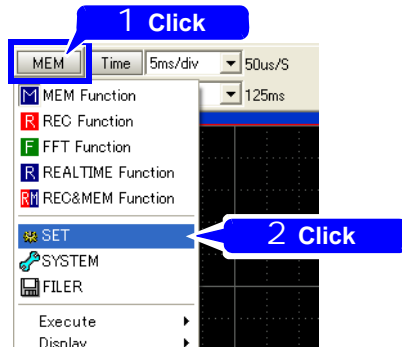 1 Click
MEM Time 5ms/div 50us/S
M MEM Function 125ms
R REC Function
F FFT Function
R REALTIME Function
RM REC&MEM Function
SET 2 Click
SYSTEM
FILER
Execute
Display